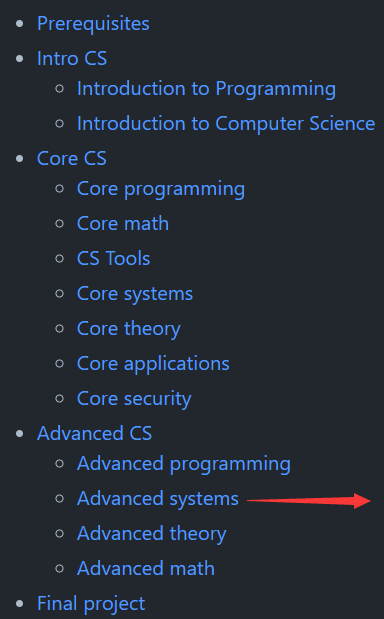 Prerequisites
Intro CS
Introduction to Programming
Introduction to Computer Science
Core CS
Core programming
Core math
CS Tools
Core systems
Core theory
Core applications
Core security
Advanced CS
Advanced programming
Advanced systems
Advanced theory
Advanced math
Final project